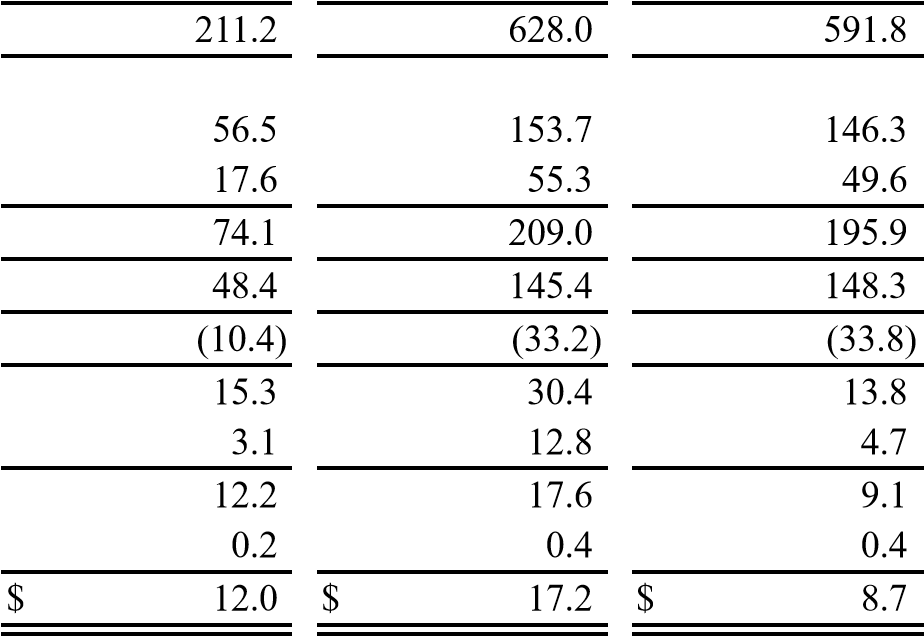 211.2 628.0 591.8
56.5 153.7 146.3
17.6 55.3 49.6
74.1 209.0 195.9
48.4 145.4 148.3
(10.4) (33.2) (33.8)
15.3 30.4 13.8
3.1 12.8 4.7
12.2 17.6 9.1
0.2 0.4 0.4
$ 12.0 $ 17.2 $ 8.7